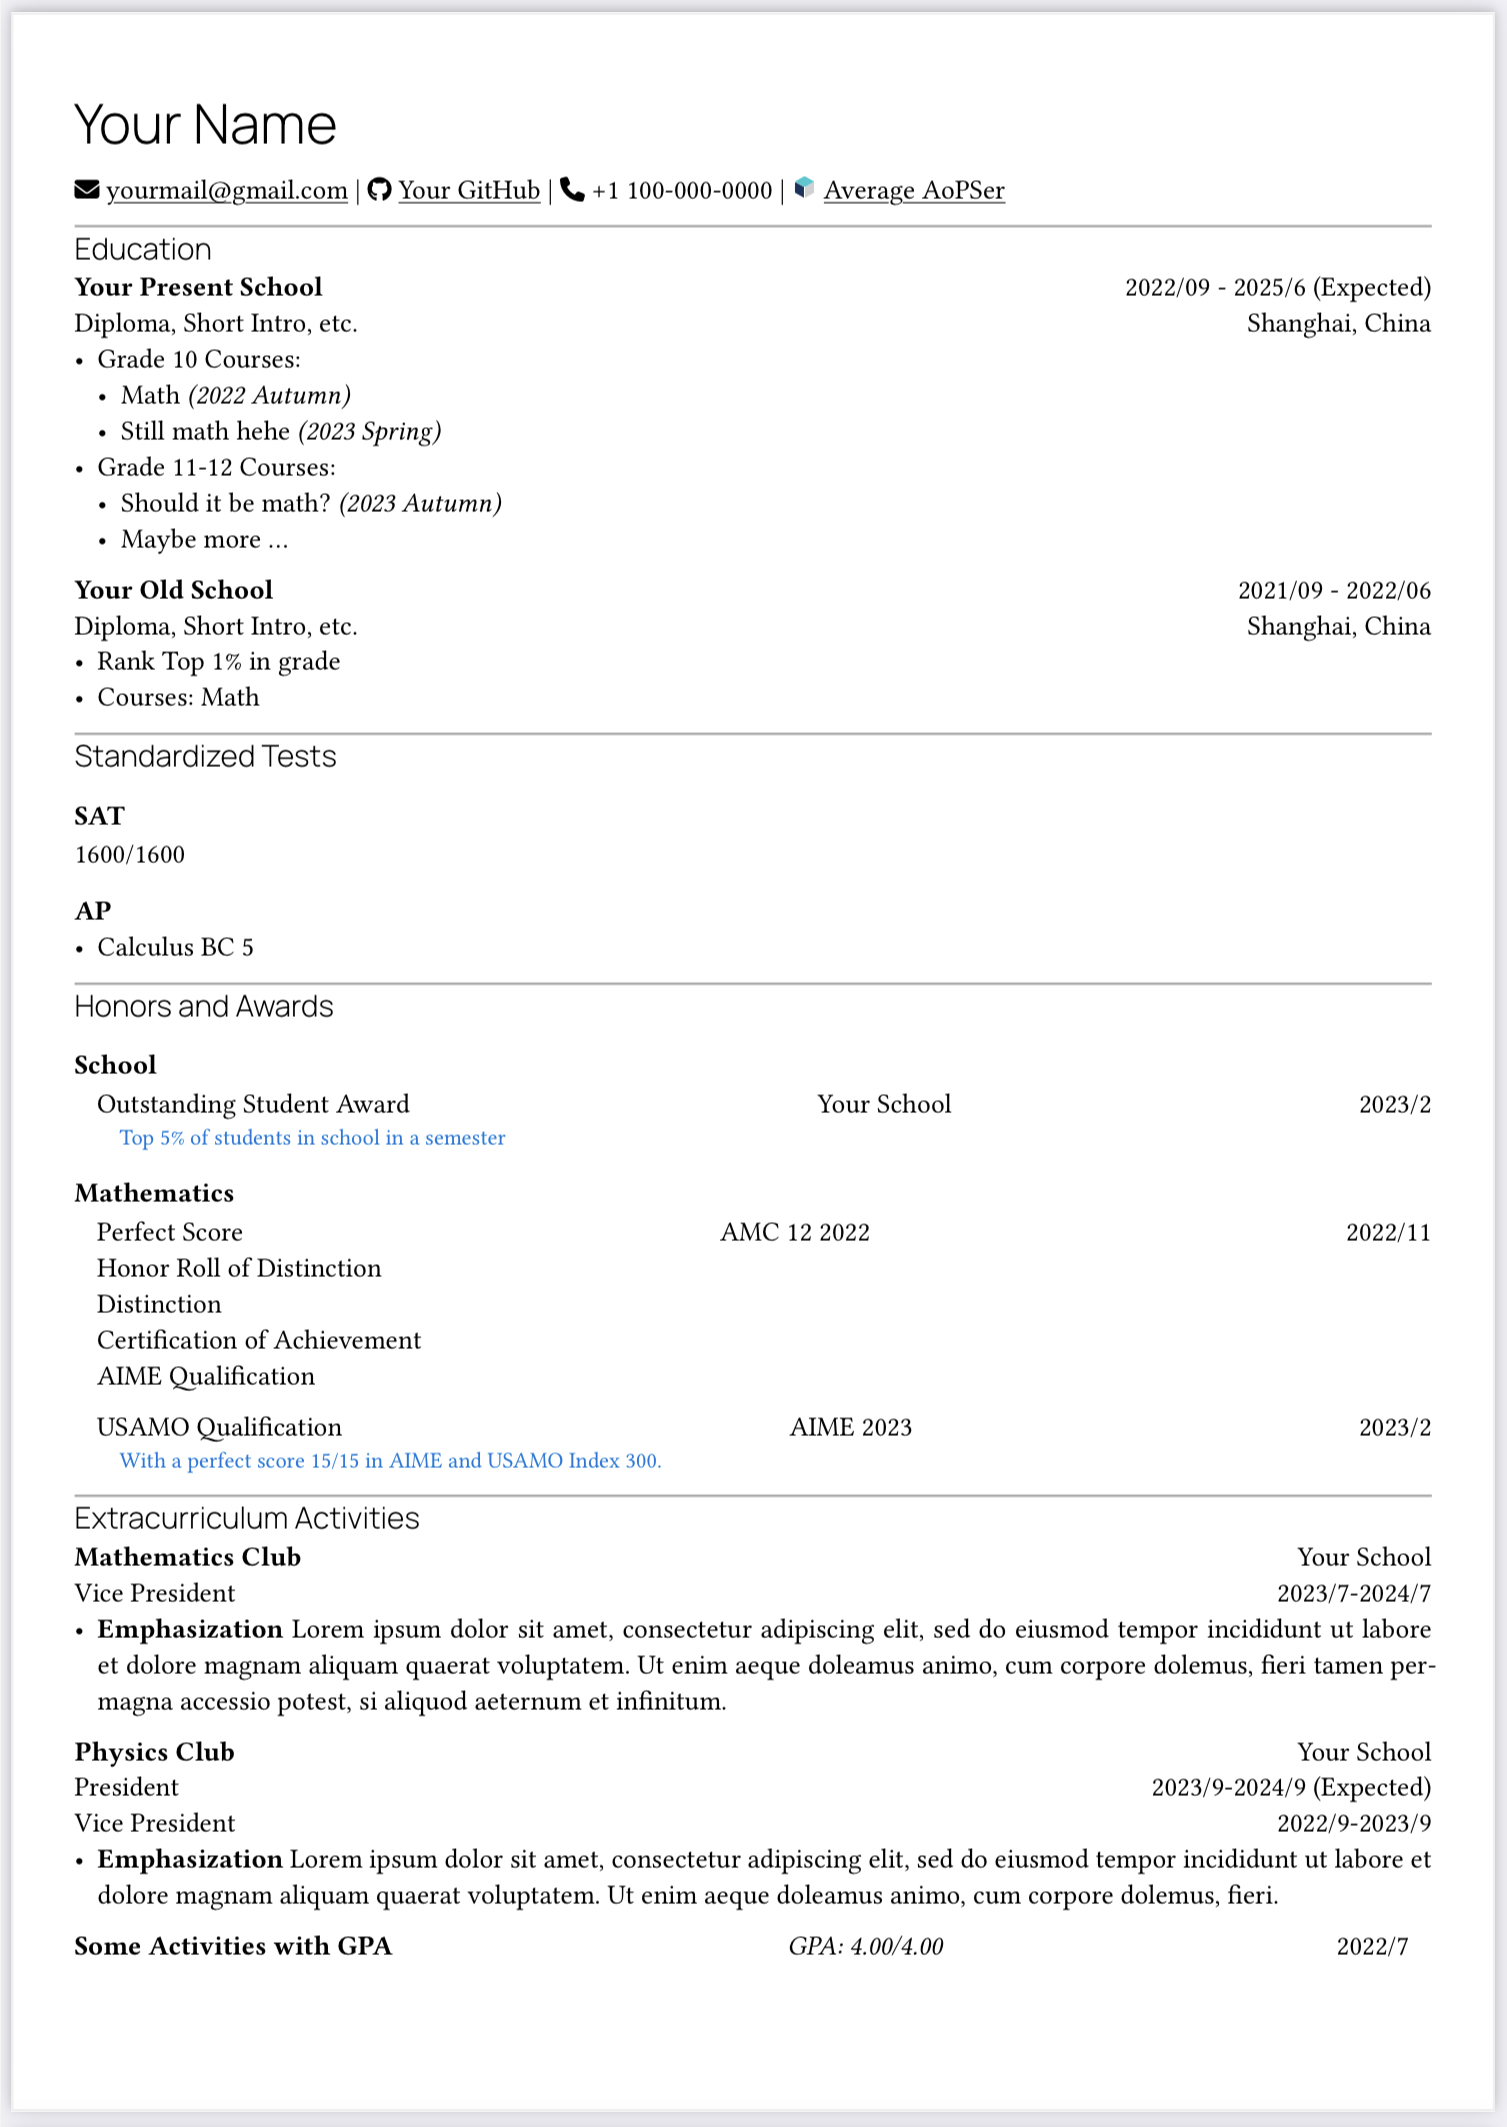 Your Name
yourmail@gmail.com | Your GitHub | +1 100-000-0000 | Average AoPSer
Education
Your Present School 2022/09 - 2025/6 (Expected)
Diploma, Short Intro, etc. Shanghai, China
• Grade 10 Courses:
• Math (2022 Autumn)
• Still math hehe (2023 Spring)
• Grade 11-12 Courses:
• Should it be math? (2023 Autumn)
• Maybe more …
Your Old School 2021/09 - 2022/06
Diploma, Short Intro, etc. Shanghai, China
• Rank Top 1% in grade
• Courses: Math
Standardized Tests
SAT
1600/1600
AP
• Calculus BC 5
Honors and Awards
School
Outstanding Student Award Your School 2023/2
Top 5% of students in school in a semester
Mathematics
Perfect Score AMC 12 2022 2022/11
Honor Roll of Distinction
Distinction
Certification of Achievement
AIME Qualification
USAMO Qualification AIME 2023 2023/2
With a perfect score 15/15 in AIME and USAMO Index 300.
Extracurriculum Activities
Mathematics Club Your School
Vice President 2023/7-2024/7
• Emphasization Lorem ipsum dolor sit amet, consectetur adipiscing elit, sed do eiusmod tempor incididunt ut labore
et dolore magnam aliquam quaerat voluptatem. Ut enim aeque doleamus animo, cum corpore dolemus, fieri tamen per-
magna accessio potest, si aliquod aeternum et infinitum.
Physics Club Your School
President 2023/9-2024/9 (Expected)
Vice President 2022/9-2023/9
• Emphasization Lorem ipsum dolor sit amet, consectetur adipiscing elit, sed do eiusmod tempor incididunt ut labore et
dolore magnam aliquam quaerat voluptatem. Ut enim aeque doleamus animo, cum corpore dolemus, fieri.
Some Activities with GPA GPA: 4.00/4.00 2022/7